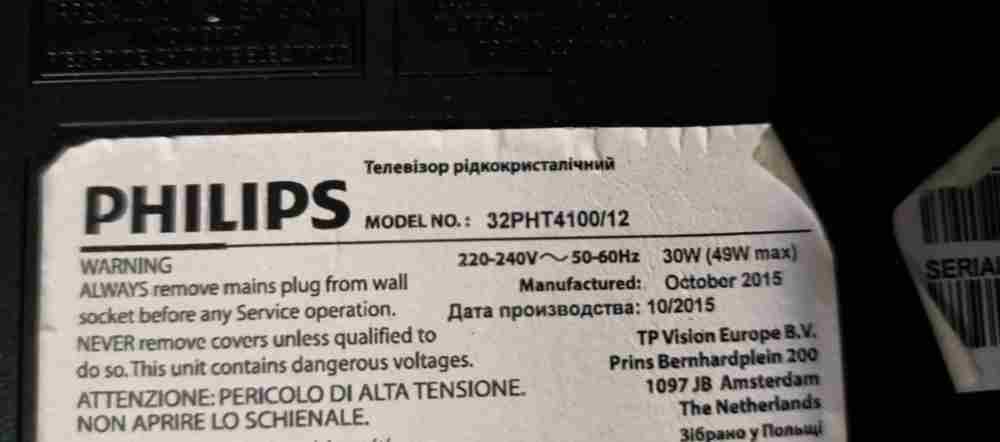 Телевізор рідкокристалічний
PHILIPS MODEL NO.: 32PHT4100/12
WARNING
220-240V～50-60Hz 30W (49W max)
ALWAYS remove mains plug from wall
Manufactured: October 2015
socket before any Service operation.
Дата производства: 10/2015
NEVER remove covers unless qualified to
TP Vision Europe B.V.
do so. This unit contains dangerous voltages.
Prins Bernhardplein 200
ATTENZIONE: PERICOLO DI ALTA TENSIONE.
1097 JB Amsterdam
NON APRIRE LO SCHIENALE.
The Netherlands
Зібрано у Польщі
SERIA